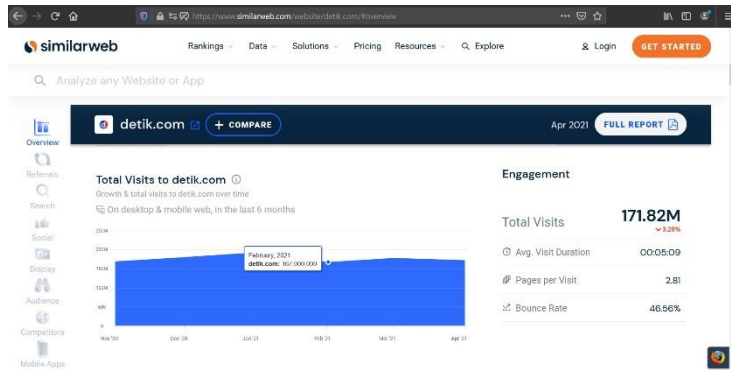 https://www.similarweb.com/website/detik.com/#overview
similarweb
Rankings Data Solutions Pricing Resources Explore Login GET STARTED
Analyze any Website or App
detik.com + COMPARE Apr 2021 FULL REPORT
Overview
Referrals
Search
Social
Display
Audience
Competitors
Mobile Apps
Total Visits to detik.com
Growth & total visits to detik.com over time
On desktop & mobile web, in the last 6 months
250M
200M
150M
100M
50M
0
February, 2021
detik.com: 167,000,000
Nov'20 Dec'20 Jan'21 Feb'21 Mar'21 Apr'21
Engagement
Total Visits 171.82M
3.28%
Avg. Visit Duration 00:05:09
Pages per Visit 2.81
Bounce Rate 46.56%